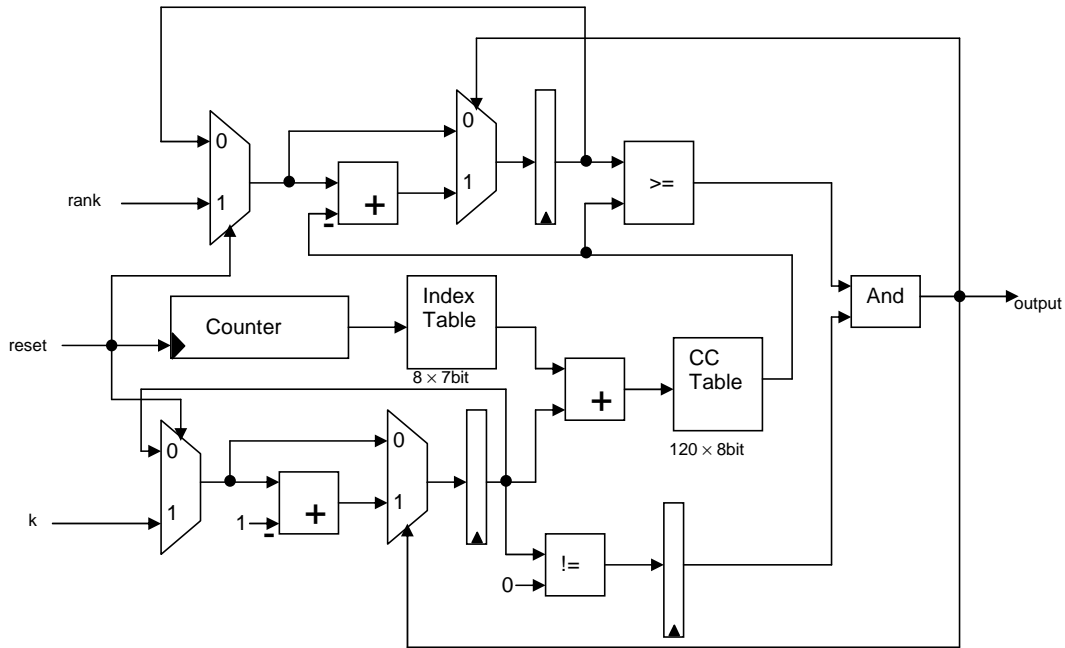 0
0
1
rank
1
+
-
>=
Index
Table
And
Counter
output
reset
CC
Table
8 × 7bit
+
0
0
120 × 8bit
1
1
+
k
1
-
!=
0